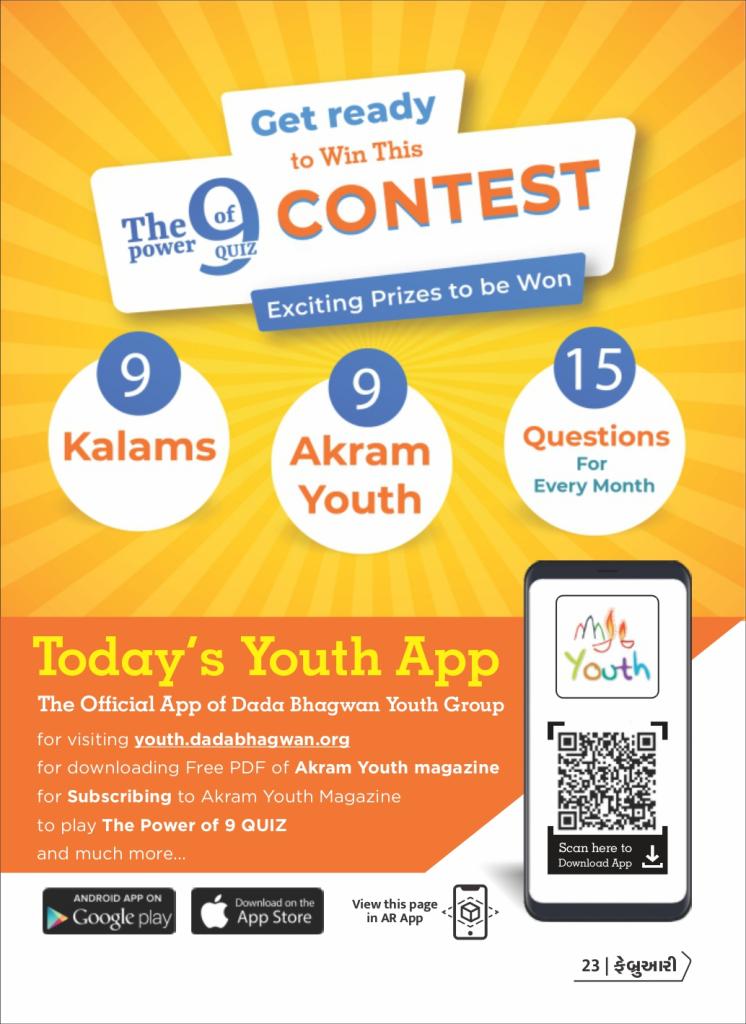 Get ready
to Win This
The power of 9 QUIZ
CONTEST
Exciting Prizes to be Won
9
Kalams
9
Akram
Youth
15
Questions
For
Every Month
Today's Youth App
The Official App of Dada Bhagwan Youth Group
for visiting youth.dadabhagwan.org
for downloading Free PDF of Akram Youth magazine
for Subscribing to Akram Youth Magazine
to play The Power of 9 QUIZ
and much more...
Youth
Scan here to
Download App
ANDROID APP ON
Google play
Download on the
App Store
View this page
in AR App
23 | ફેબ્રુઆરી